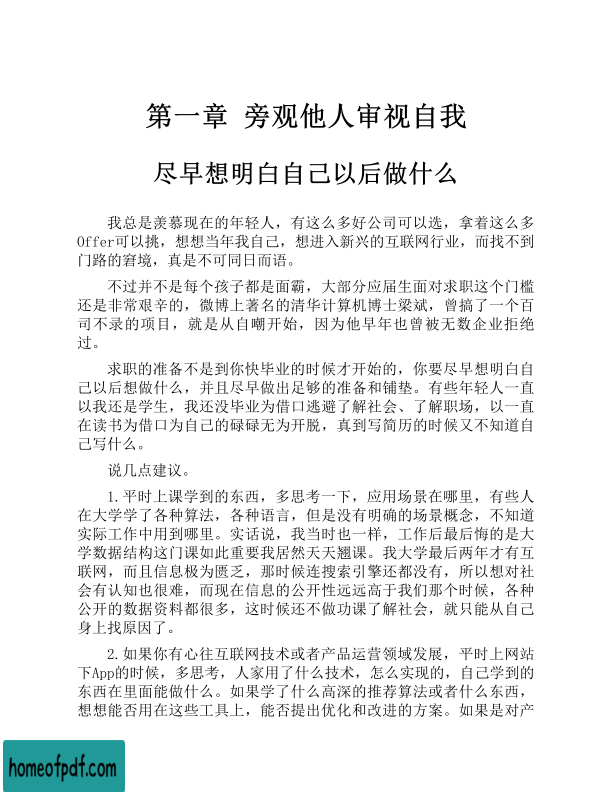 第一章 旁观他人审视自我
尽早想明白自己以后做什么
我总是羡慕现在的年轻人，有这么多好公司可以选，拿着这么多
Offer可以挑，想想当年我自己，想进入新兴的互联网行业，而找不到
门路的窘境，真是不可同日而语。
不过并不是每个孩子都是面霸，大部分应届生面对求职这个门槛
还是非常艰辛的，微博上著名的清华计算机博士梁斌，曾搞了一个百
司不录的项目，就是从自嘲开始，因为他早年也曾被无数企业拒绝
过。
求职的准备不是到你快毕业的时候才开始的，你要尽早想明白自
己以后想做什么，并且尽早做出足够的准备和铺垫。有些年轻人一直
以我还是学生，我还没毕业为借口逃避了解社会、了解职场，以一直
在读书为借口为自己的碌碌无为开脱，真到写简历的时候又不知道自
己写什么。
说几点建议。
1.平时上课学到的东西，多思考一下，应用场景在哪里，有些人
在大学学了各种算法，各种语言，但是没有明确的场景概念，不知道
实际工作中用到哪里。实话说，我当时也一样，工作后最后悔的是大
学数据结构这门课如此重要我居然天天翘课。我大学最后两年才有互
联网，而且信息极为匮乏，那时候连搜索引擎还都没有，所以想对社
会有认知也很难，而现在信息的公开性远远高于我们那个时候，各种
公开的数据资料都很多，这时候还不做功课了解社会，就只能从自己
身上找原因了。
2.如果你有心往互联网技术或者产品运营领域发展，平时上网站
下App的时候，多思考，人家用了什么技术，怎么实现的，自己学到的
东西在里面能做什么。如果学了什么高深的推荐算法或者什么东西，
想想能否用在这些工具上，能否提出优化和改进的方案。如果是对产
homeofpdf.com